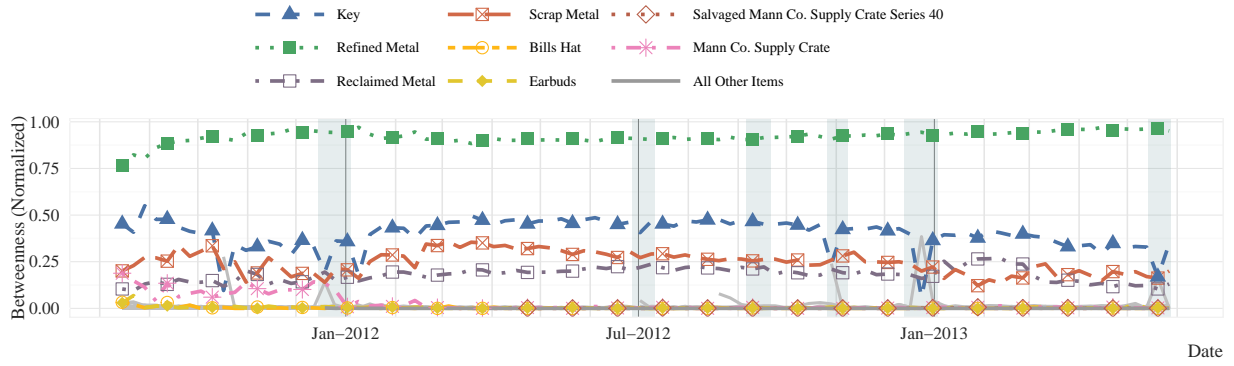 Key Scrap Metal Salvaged Mann Co. Supply Crate Series 40
Refined Metal Bills Hat Mann Co. Supply Crate
Reclaimed Metal Earbuds All Other Items
Betweenness (Normalized)
1.00
0.75
0.50
0.25
0.00
Jan–2012 Jul–2012 Jan–2013
Date